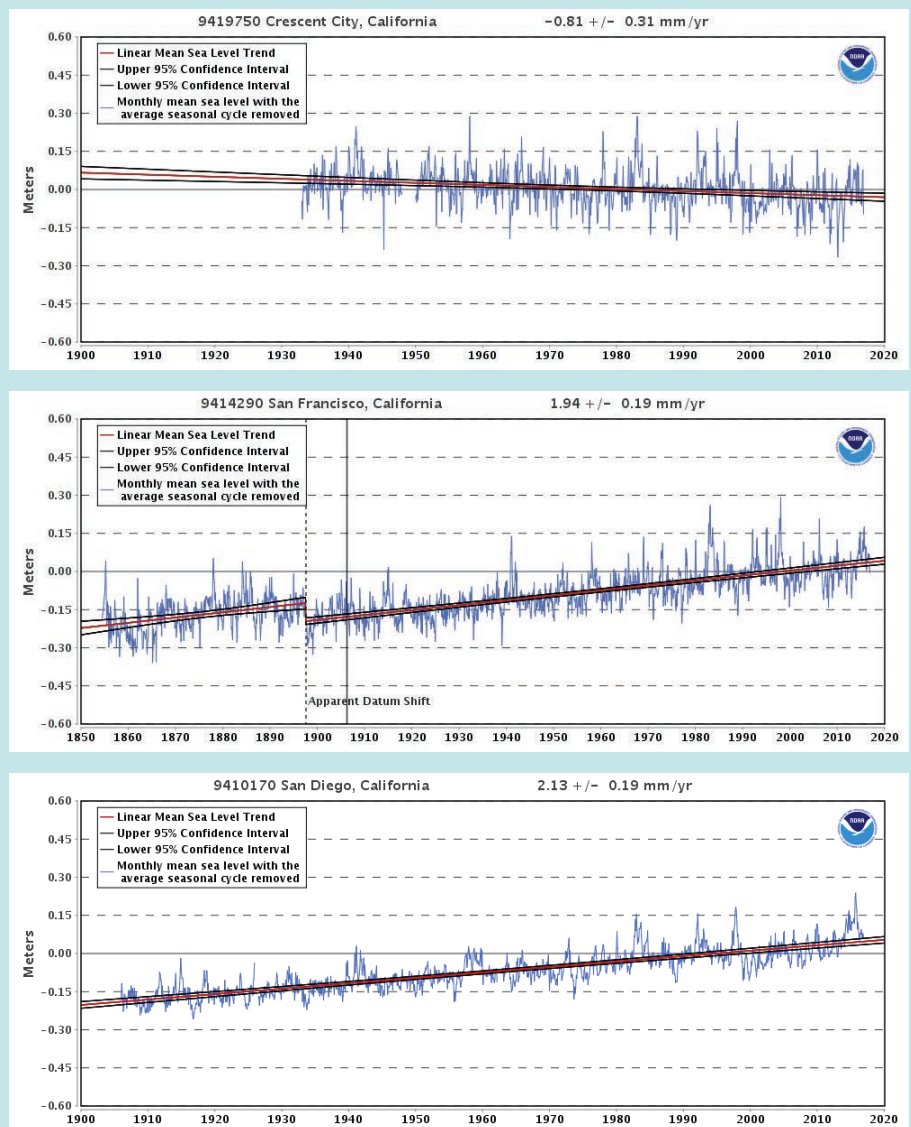 9419750 Crescent City, California −0.81 +/− 0.31 mm/yr
Linear Mean Sea Level Trend
Upper 95% Confidence Interval
Lower 95% Confidence Interval
Monthly mean sea level with the
average seasonal cycle removed
NOAA
Meters
0.60
0.45
0.30
0.15
0.00
−0.15
−0.30
−0.45
−0.60
1900 1910 1920 1930 1940 1950 1960 1970 1980 1990 2000 2010 2020
9414290 San Francisco, California 1.94 +/− 0.19 mm/yr
Linear Mean Sea Level Trend
Upper 95% Confidence Interval
Lower 95% Confidence Interval
Monthly mean sea level with the
average seasonal cycle removed
NOAA
Meters
0.60
0.45
0.30
0.15
0.00
−0.15
−0.30
−0.45
−0.60
Apparent Datum Shift
1850 1860 1870 1880 1890 1900 1910 1920 1930 1940 1950 1960 1970 1980 1990 2000 2010 2020
9410170 San Diego, California 2.13 +/− 0.19 mm/yr
Linear Mean Sea Level Trend
Upper 95% Confidence Interval
Lower 95% Confidence Interval
Monthly mean sea level with the
average seasonal cycle removed
NOAA
Meters
0.60
0.45
0.30
0.15
0.00
−0.15
−0.30
−0.45
−0.60
1900 1910 1920 1930 1940 1950 1960 1970 1980 1990 2000 2010 2020